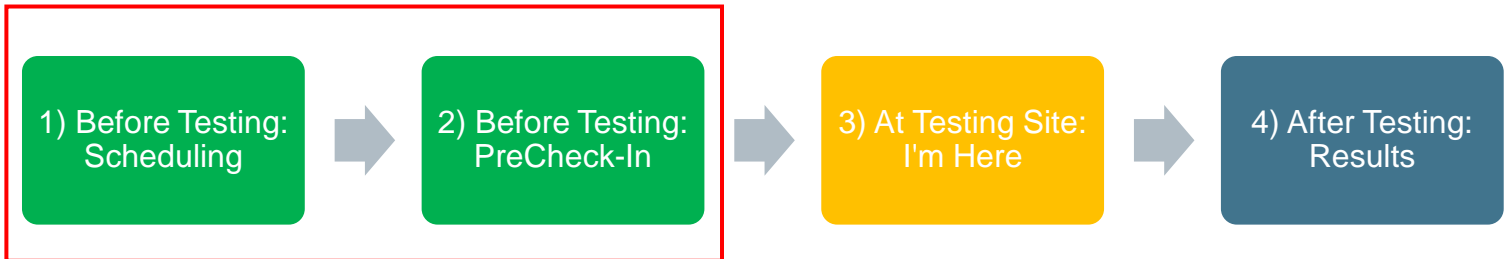 1) Before Testing:
Scheduling
2) Before Testing:
PreCheck-In
3) At Testing Site:
I'm Here
4) After Testing:
Results